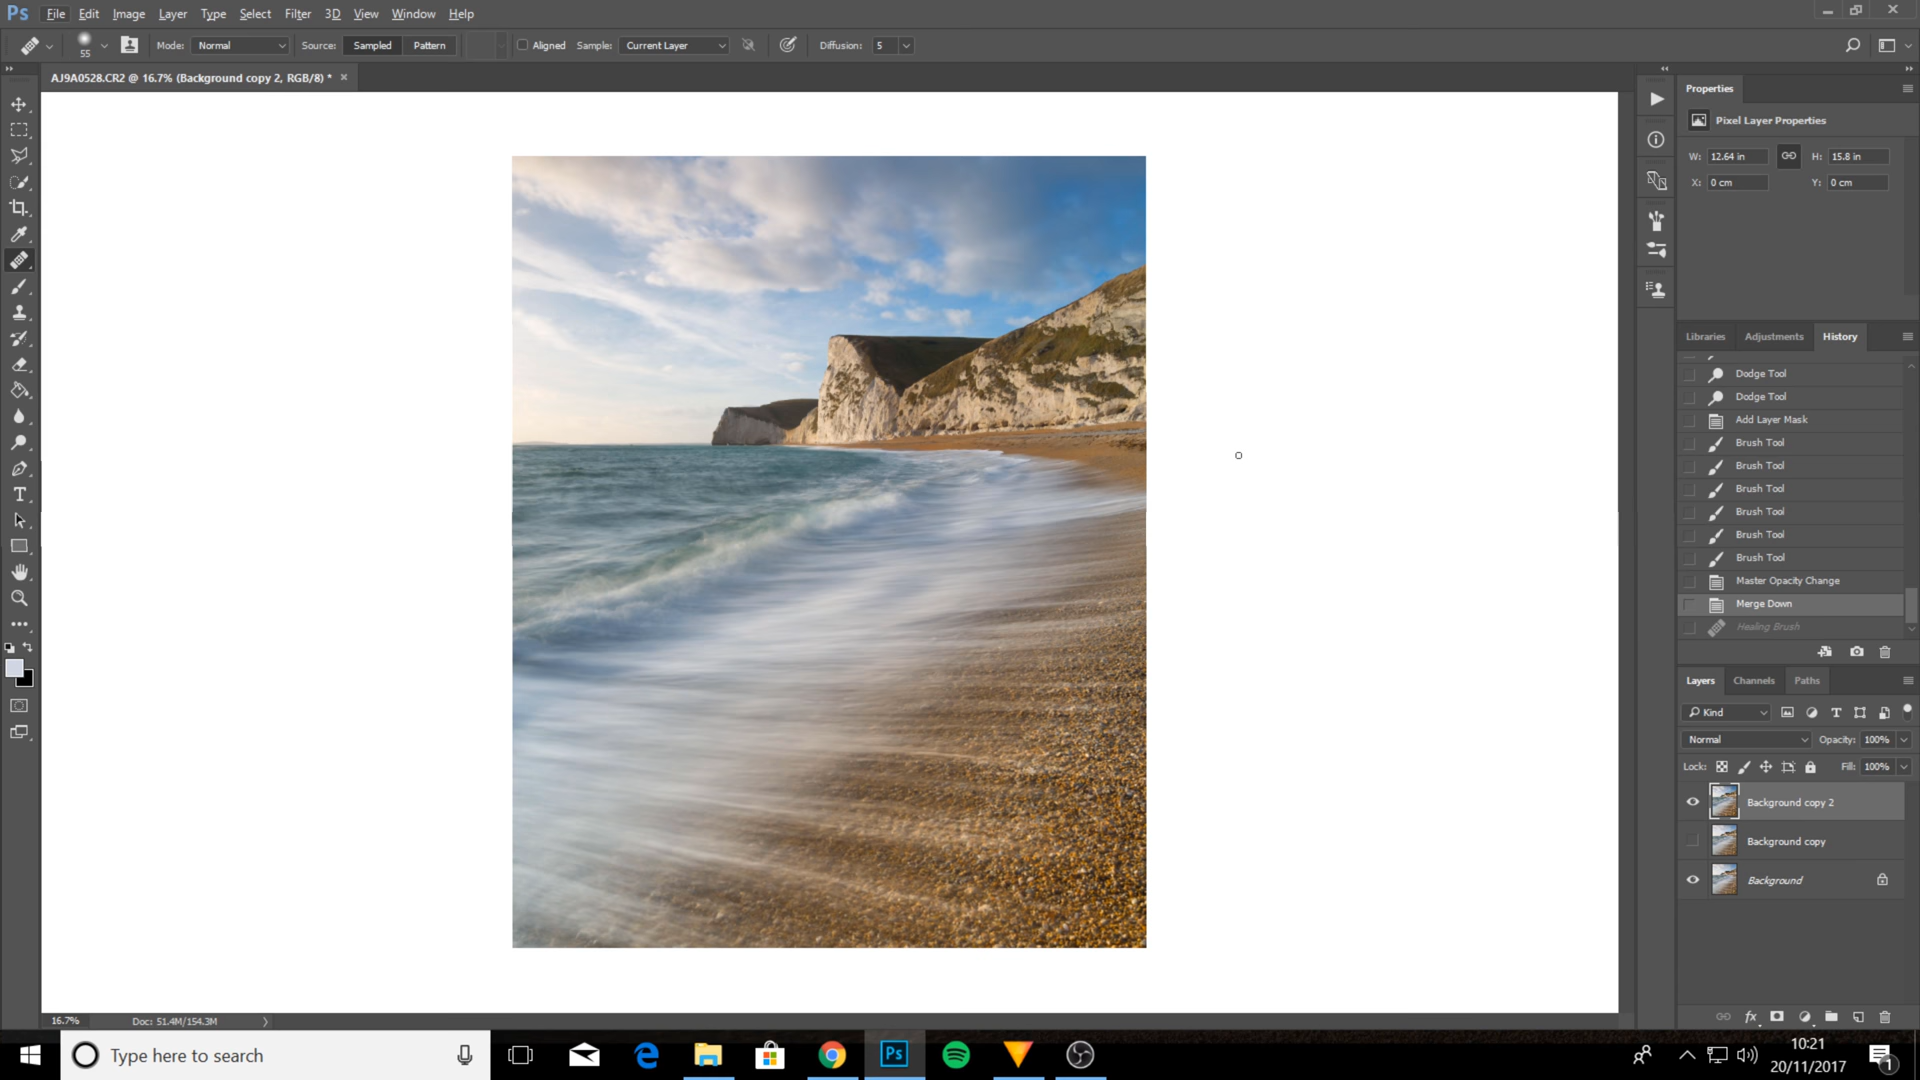 Ps File Edit Image Layer Type Select Filter 3D View Window Help
55 Mode: Normal Source: Sampled Pattern Aligned Sample: Current Layer Diffusion: 5
AJ9A0528.CR2 @ 16.7% (Background copy 2, RGB/8) * ×
Properties
Pixel Layer Properties
W: 12.64 in H: 15.8 in
X: 0 cm Y: 0 cm
Libraries Adjustments History
Dodge Tool
Dodge Tool
Add Layer Mask
Brush Tool
Brush Tool
Brush Tool
Brush Tool
Brush Tool
Brush Tool
Master Opacity Change
Merge Down
Healing Brush
Layers Channels Paths
Kind
Normal Opacity: 100%
Lock: Fill: 100%
Background copy 2
Background copy
Background
16.7% Doc: 51.4M/154.3M
Type here to search
Ps
10:21
20/11/2017
1